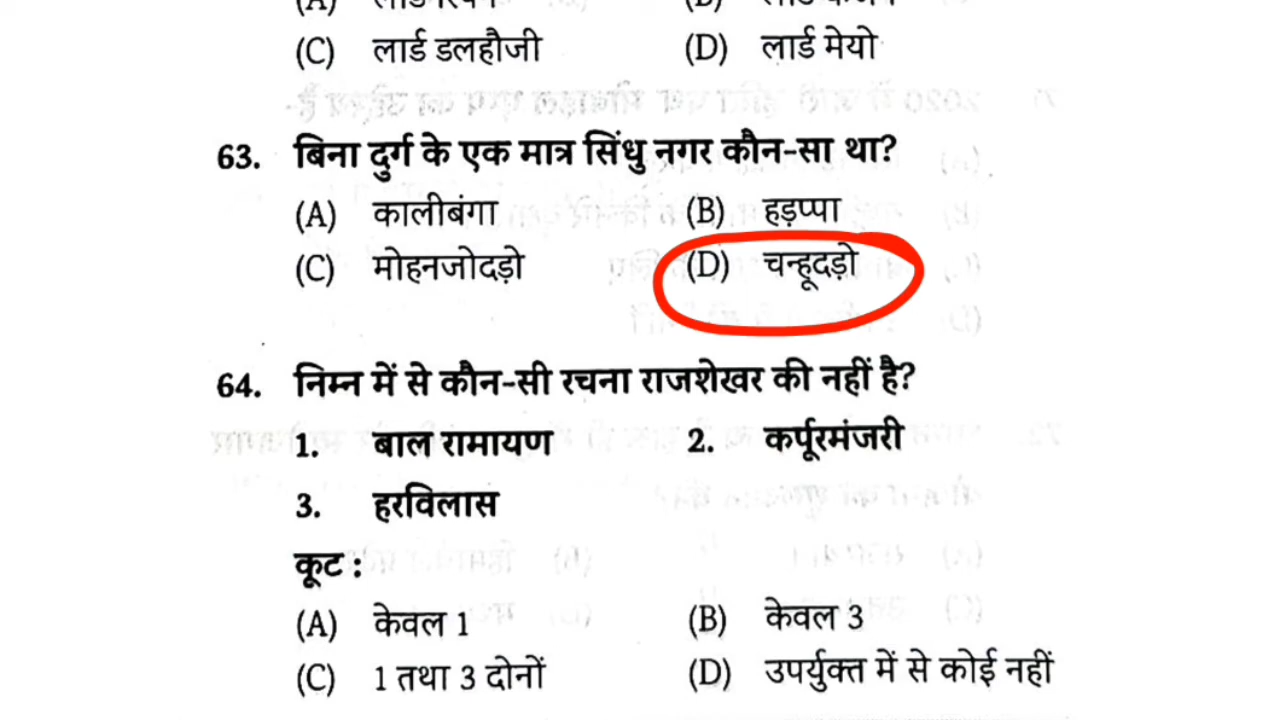 (C) लार्ड डलहौजी (D) लार्ड मेयो
63. बिना दुर्ग के एक मात्र सिंधु नगर कौन-सा था?
(A) कालीबंगा (B) हड़प्पा
(C) मोहनजोदड़ो (D) चन्हूदड़ो
64. निम्न में से कौन-सी रचना राजशेखर की नहीं है?
1. बाल रामायण 2. कर्पूरमंजरी
3. हरविलास
कूट :
(A) केवल 1 (B) केवल 3
(C) 1 तथा 3 दोनों (D) उपर्युक्त में से कोई नहीं